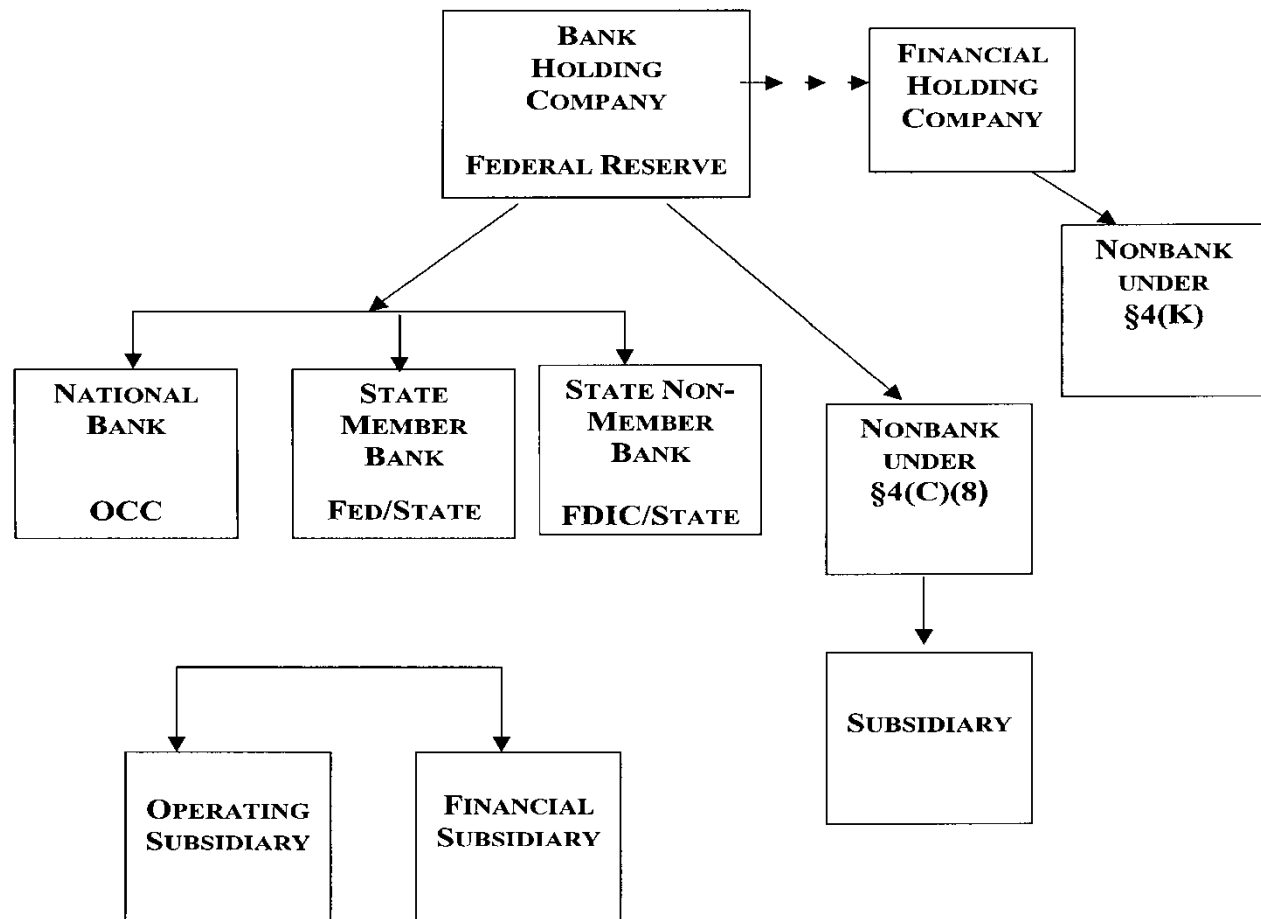 BANK
HOLDING
COMPANY
FEDERAL RESERVE
FINANCIAL
HOLDING
COMPANY
NONBANK
UNDER
§4(K)
NATIONAL
BANK
OCC
STATE
MEMBER
BANK
FED/STATE
STATE NON-
MEMBER
BANK
FDIC/STATE
NONBANK
UNDER
§4(C)(8)
SUBSIDIARY
OPERATING
SUBSIDIARY
FINANCIAL
SUBSIDIARY